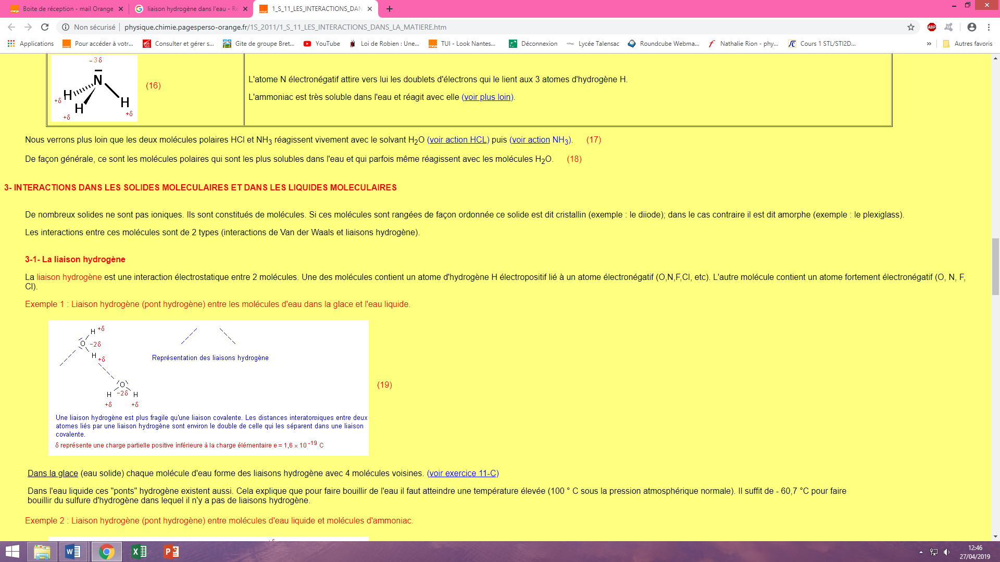 Boite de réception - mail Orange
liaison hydrogène dans l'eau - Re
1_S_11_LES_INTERACTIONS_DAN
Non sécurisé | physique.chimie.pagesperso-orange.fr/1S_2011/1_S_11_LES_INTERACTIONS_DANS_LA_MATIERE.htm
ABP
Applications
Pour accéder à votr...
Consulter et gérer s...
Gite de groupe Bret...
YouTube
Loi de Robien : Une...
TUI - Look Nantes...
Déconnexion
Lycée Talensac
Roundcube Webma...
Nathalie Rion - phy...
Cours 1 STL/STI2D...
»
Autres favoris
- 3 δ
N
H
H
H
+δ
+δ
+δ
(16)
L'atome N électronégatif attire vers lui les doublets d'électrons qui le lient aux 3 atomes d'hydrogène H.
L'ammoniac est très soluble dans l'eau et réagit avec elle (voir plus loin).
Nous verrons plus loin que les deux molécules polaires HCl et NH3 réagissent vivement avec le solvant H2O (voir action HCL) puis (voir action NH3). (17)
De façon générale, ce sont les molécules polaires qui sont les plus solubles dans l'eau et qui parfois même réagissent avec les molécules H2O. (18)
3- INTERACTIONS DANS LES SOLIDES MOLECULAIRES ET DANS LES LIQUIDES MOLECULAIRES
De nombreux solides ne sont pas ioniques. Ils sont constitués de molécules. Si ces molécules sont rangées de façon ordonnée ce solide est dit cristallin (exemple : le diiode); dans le cas contraire il est dit amorphe (exemple : le plexiglass).
Les interactions entre ces molécules sont de 2 types (interactions de Van der Waals et liaisons hydrogène).
3-1- La liaison hydrogène
La liaison hydrogène est une interaction électrostatique entre 2 molécules. Une des molécules contient un atome d'hydrogène H électropositif lié à un atome électronégatif (O,N,F,Cl, etc). L'autre molécule contient un atome fortement électronégatif (O, N, F,
Cl).
Exemple 1 : Liaison hydrogène (pont hydrogène) entre les molécules d'eau dans la glace et l'eau liquide.
H +δ
O -2δ
H +δ
Représentation des liaisons hydrogène
O
H -2δ H
+δ +δ
(19)
Une liaison hydrogène est plus fragile qu'une liaison covalente. Les distances interatomiques entre deux
atomes liés par une liaison hydrogène sont environ le double de celle qui les séparent dans une liaison
covalente.
δ représente une charge partielle positive inférieure à la charge élémentaire e = 1,6 × 10 -19 C
Dans la glace (eau solide) chaque molécule d'eau forme des liaisons hydrogène avec 4 molécules voisines. (voir exercice 11-C)
Dans l'eau liquide ces "ponts" hydrogène existent aussi. Cela explique que pour faire bouillir de l'eau il faut atteindre une température élevée (100 ° C sous la pression atmosphérique normale). Il suffit de - 60,7 °C pour faire
bouillir du sulfure d'hydrogène dans lequel il n'y a pas de liaisons hydrogène.
Exemple 2 : Liaison hydrogène (pont hydrogène) entre molécules d'eau liquide et molécules d'ammoniac.
12:46
27/04/2019